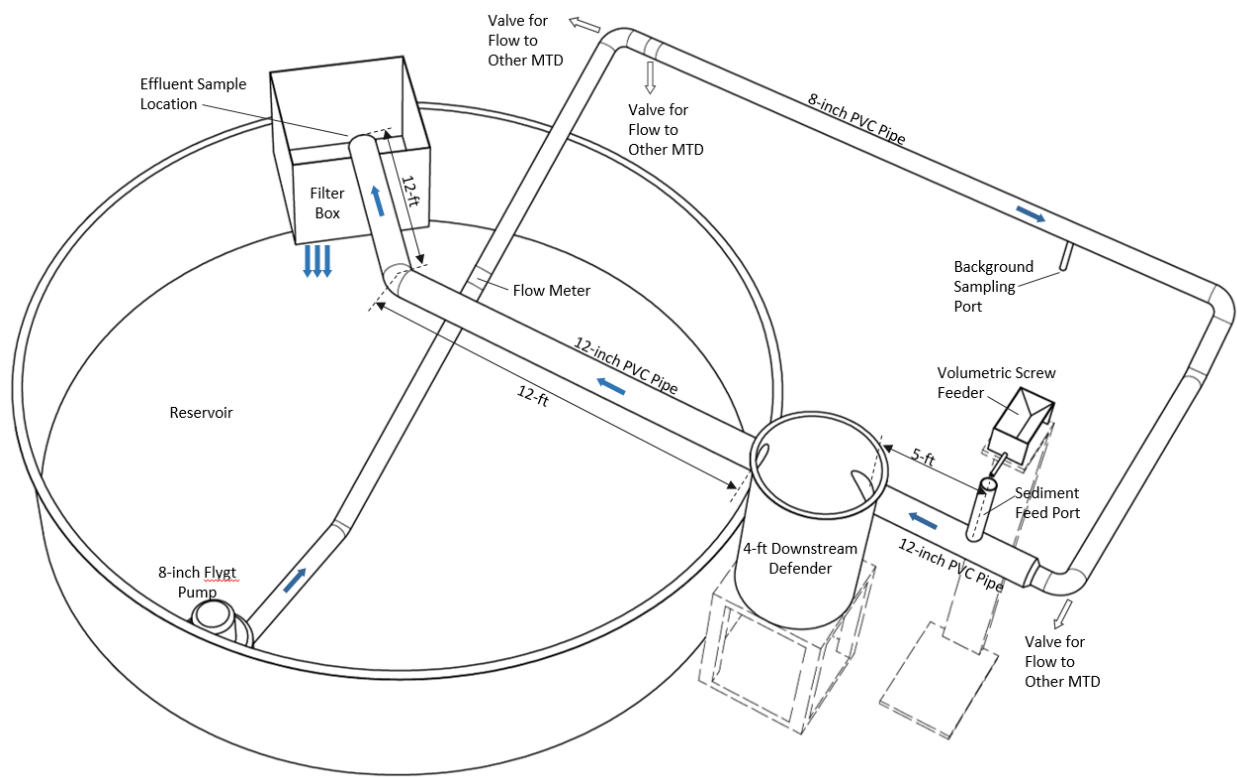 Valve for
Flow to
Other MTD
Effluent Sample
Location
Valve for
Flow to
Other MTD
8-inch PVC Pipe
12-ft
Filter
Box
Background
Sampling
Port
Flow Meter
12-inch PVC Pipe
12-ft
Volumetric Screw
Feeder
Reservoir
5-ft
Sediment
Feed Port
4-ft Downstream
Defender
12-inch PVC Pipe
8-inch Flygt
Pump
Valve for
Flow to
Other MTD